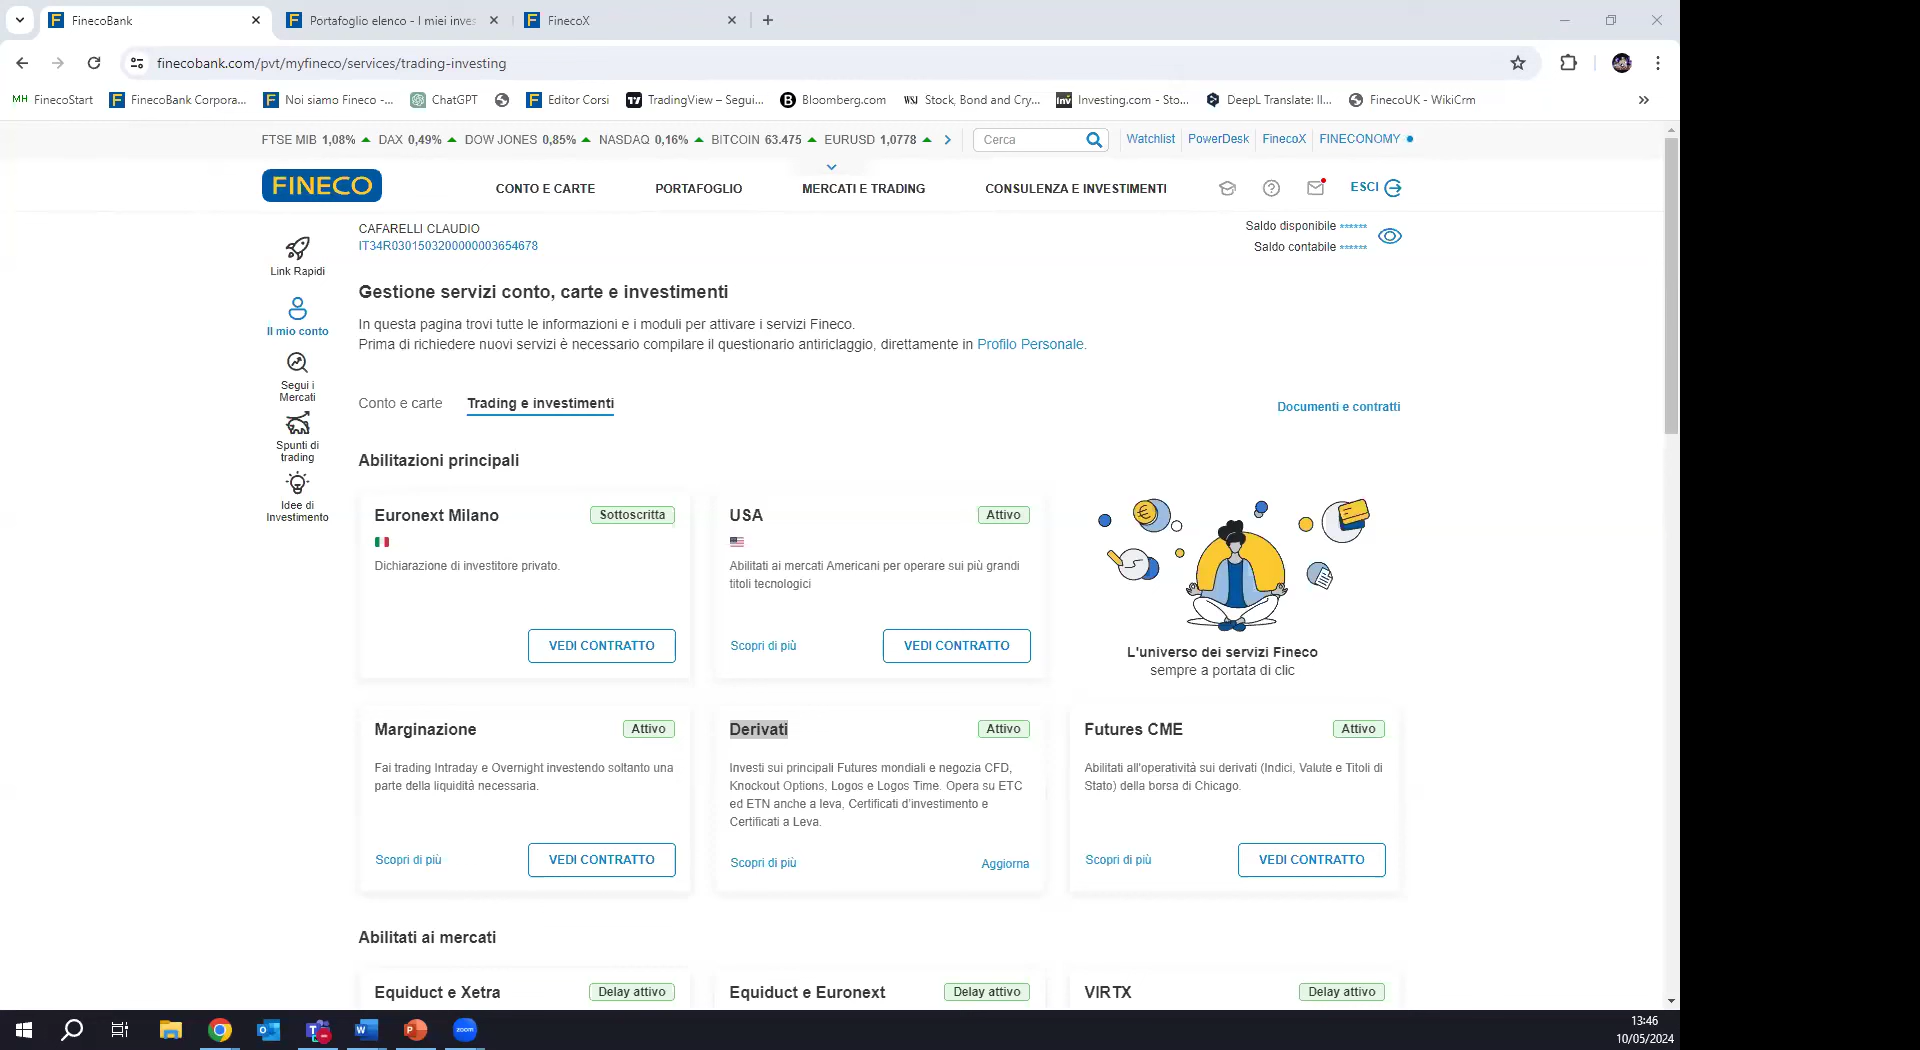 FinecoBank
Portafoglio elenco - I miei inves
FinecoX
finecobank.com/pvt/myfineco/services/trading-investing
MH FinecoStart
FinecoBank Corpora...
Noi siamo Fineco -...
ChatGPT
Editor Corsi
TradingView – Segui...
Bloomberg.com
WSJ Stock, Bond and Cry...
Inv Investing.com - Sto...
DeepL Translate: Il...
FinecoUK - WikiCrm
FTSE MIB 1,08% DAX 0,49% DOW JONES 0,85% NASDAQ 0,16% BITCOIN 63.475 EURUSD 1,0778
Cerca
Watchlist PowerDesk FinecoX FINECONOMY
FINECO
CONTO E CARTE PORTAFOGLIO MERCATI E TRADING CONSULENZA E INVESTIMENTI
ESCI
CAFARELLI CLAUDIO
IT34R0301503200000003654678
Saldo disponibile ******
Saldo contabile ******
Link Rapidi
Il mio conto
Segui i
Mercati
Spunti di
trading
Idee di
Investimento
Gestione servizi conto, carte e investimenti
In questa pagina trovi tutte le informazioni e i moduli per attivare i servizi Fineco.
Prima di richiedere nuovi servizi è necessario compilare il questionario antiriclaggio, direttamente in Profilo Personale.
Conto e carte Trading e investimenti
Documenti e contratti
Abilitazioni principali
Euronext Milano Sottoscritta
Dichiarazione di investitore privato.
VEDI CONTRATTO
USA Attivo
Abilitati ai mercati Americani per operare sui più grandi
titoli tecnologici
Scopri di più VEDI CONTRATTO
L'universo dei servizi Fineco
sempre a portata di clic
Marginazione Attivo
Fai trading Intraday e Overnight investendo soltanto una
parte della liquidità necessaria.
Scopri di più VEDI CONTRATTO
Derivati Attivo
Investi sui principali Futures mondiali e negozia CFD,
Knockout Options, Logos e Logos Time. Opera su ETC
ed ETN anche a leva, Certificati d'investimento e
Certificati a Leva.
Scopri di più Aggiorna
Futures CME Attivo
Abilitati all'operatività sui derivati (Indici, Valute e Titoli di
Stato) della borsa di Chicago.
Scopri di più VEDI CONTRATTO
Abilitati ai mercati
Equiduct e Xetra Delay attivo
Equiduct e Euronext Delay attivo
VIRTX Delay attivo
zoom
13:46
10/05/2024